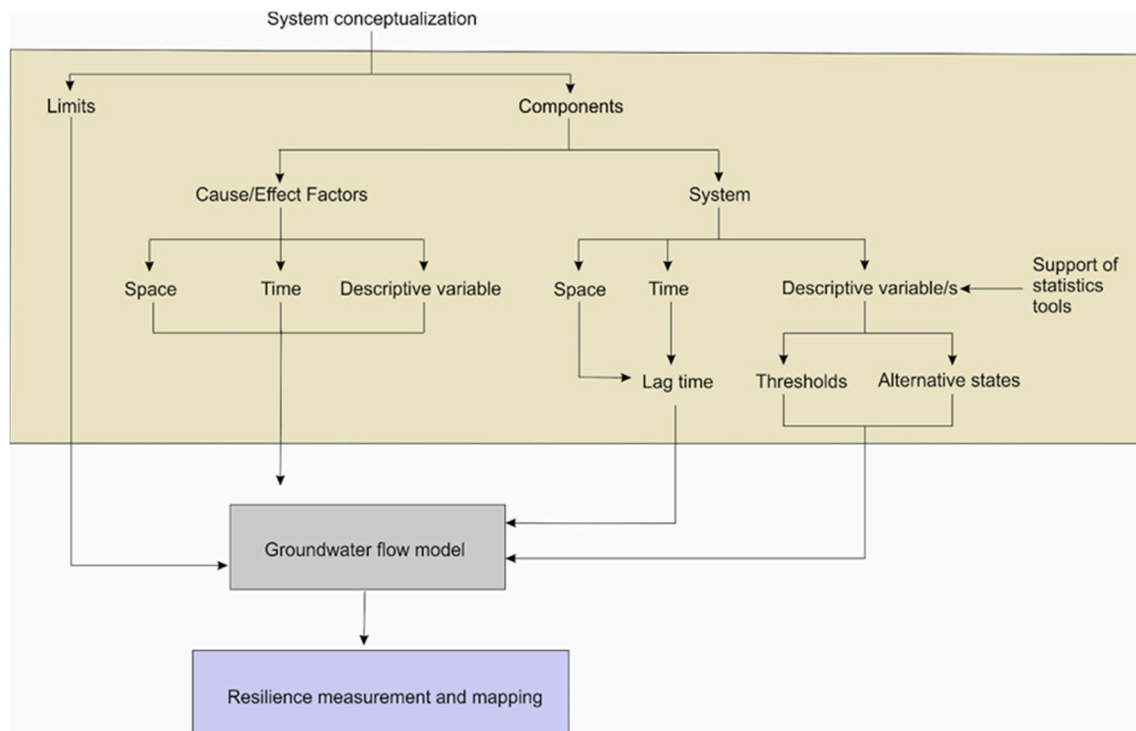 System conceptualization
Limits
Components
Cause/Effect Factors
System
Space
Time
Descriptive variable
Space
Time
Descriptive variable/s
Support of
statistics
tools
Lag time
Thresholds
Alternative states
Groundwater flow model
Resilience measurement and mapping